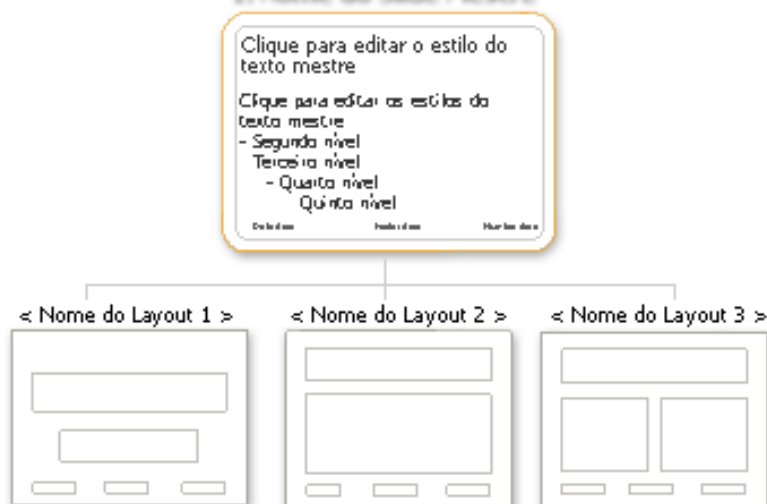 Clique para editar o estilo do
texto mestre
Clique para editar os estilos do
texto mestre
- Segundo nível
Terceiro nível
- Quarto nível
Quinto nível
< Nome do Layout 1 >
< Nome do Layout 2 >
< Nome do Layout 3 >